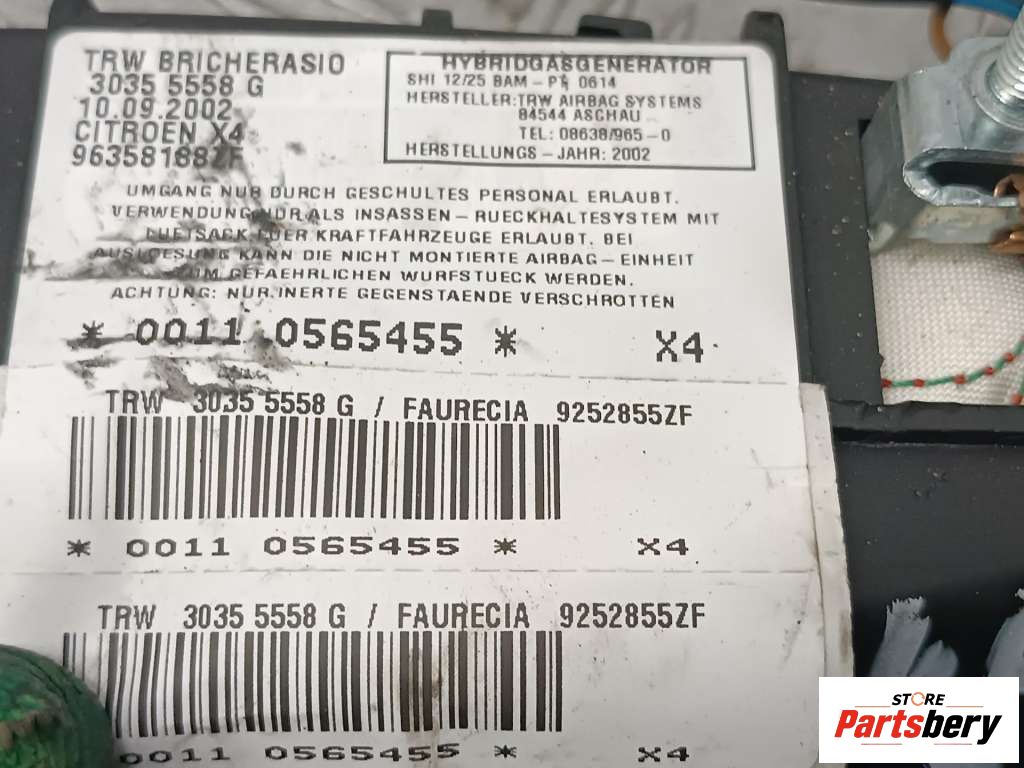 TRW BRICHERASIO
3035 5558 G
10.09.2002
CITROEN X4
96358188ZF
HYBRIDGASGENERATOR
SHI 12/25 BAM - P 0614
HERSTELLER: TRW AIRBAG SYSTEMS
84544 ASCHAU
TEL: 08638/965-0
HERSTELLUNGS - JAHR: 2002
UMGANG NUR DURCH GESCHULTES PERSONAL ERLAUBT.
VERWENDUNG NUR ALS INSASSEN - RUECKHALTESYSTEM MIT
LUFTSACK FUER KRAFTFAHRZEUGE ERLAUBT. BEI
AUSLOESUNG KANN DIE NICHT MONTIERTE AIRBAG - EINHEIT
ZUM GEFAEHRLICHEN WURFSTUECK WERDEN.
ACHTUNG: NUR INERTE GEGENSTAENDE VERSCHROTTEN
* 0011 0565455 * X4
TRW 3035 5558 G / FAURECIA 9252855ZF
* 0011 0565455 * X4
TRW 3035 5558 G / FAURECIA 9252855ZF
0011 0565455 * X4
STORE
Partsbery